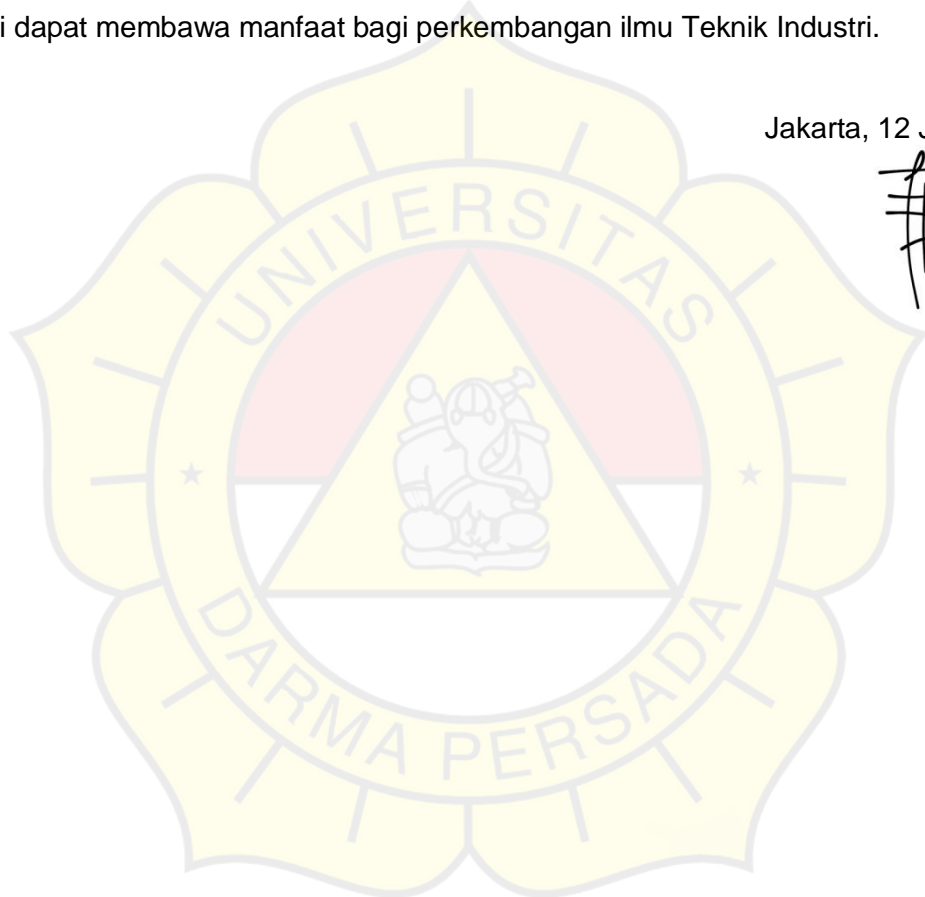 i dapat membawa manfaat bagi perkembangan ilmu Teknik Industri.
Jakarta, 12 J
UNIVERSITAS
DARMA PERSADA